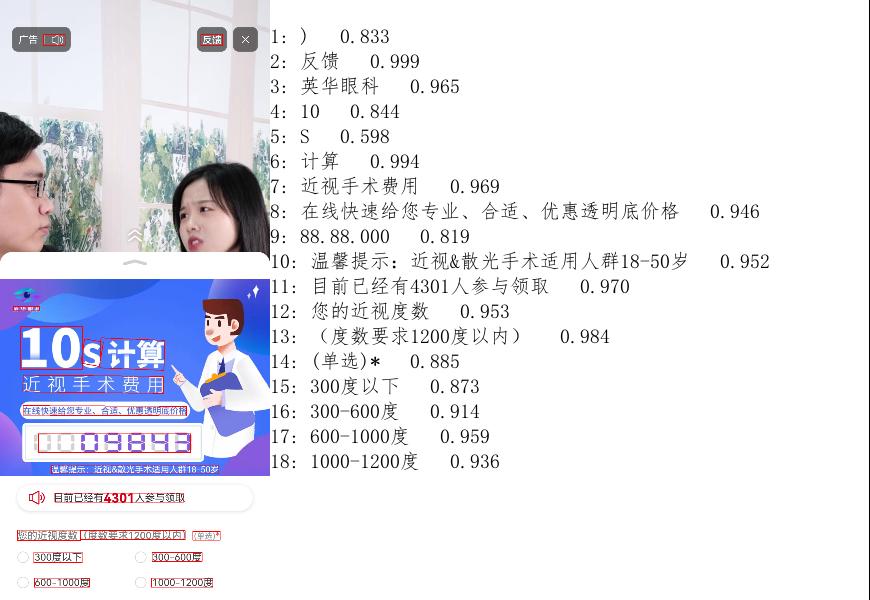 广告
反馈
×
英华眼科
10s计算
近视手术费用
在线快速给您专业、合适、优惠透明底价格
09843
温馨提示：近视&散光手术适用人群18-50岁
目前已经有4301人参与领取
您的近视度数（度数要求1200度以内）(单选)*
300度以下
300-600度
600-1000度
1000-1200度
1: )  0.833
2: 反馈  0.999
3: 英华眼科  0.965
4: 10  0.844
5: S  0.598
6: 计算  0.994
7: 近视手术费用  0.969
8: 在线快速给您专业、合适、优惠透明底价格  0.946
9: 88.88.000  0.819
10: 温馨提示：近视&散光手术适用人群18-50岁  0.952
11: 目前已经有4301人参与领取  0.970
12: 您的近视度数  0.953
13: （度数要求1200度以内）  0.984
14: (单选)*  0.885
15: 300度以下  0.873
16: 300-600度  0.914
17: 600-1000度  0.959
18: 1000-1200度  0.936